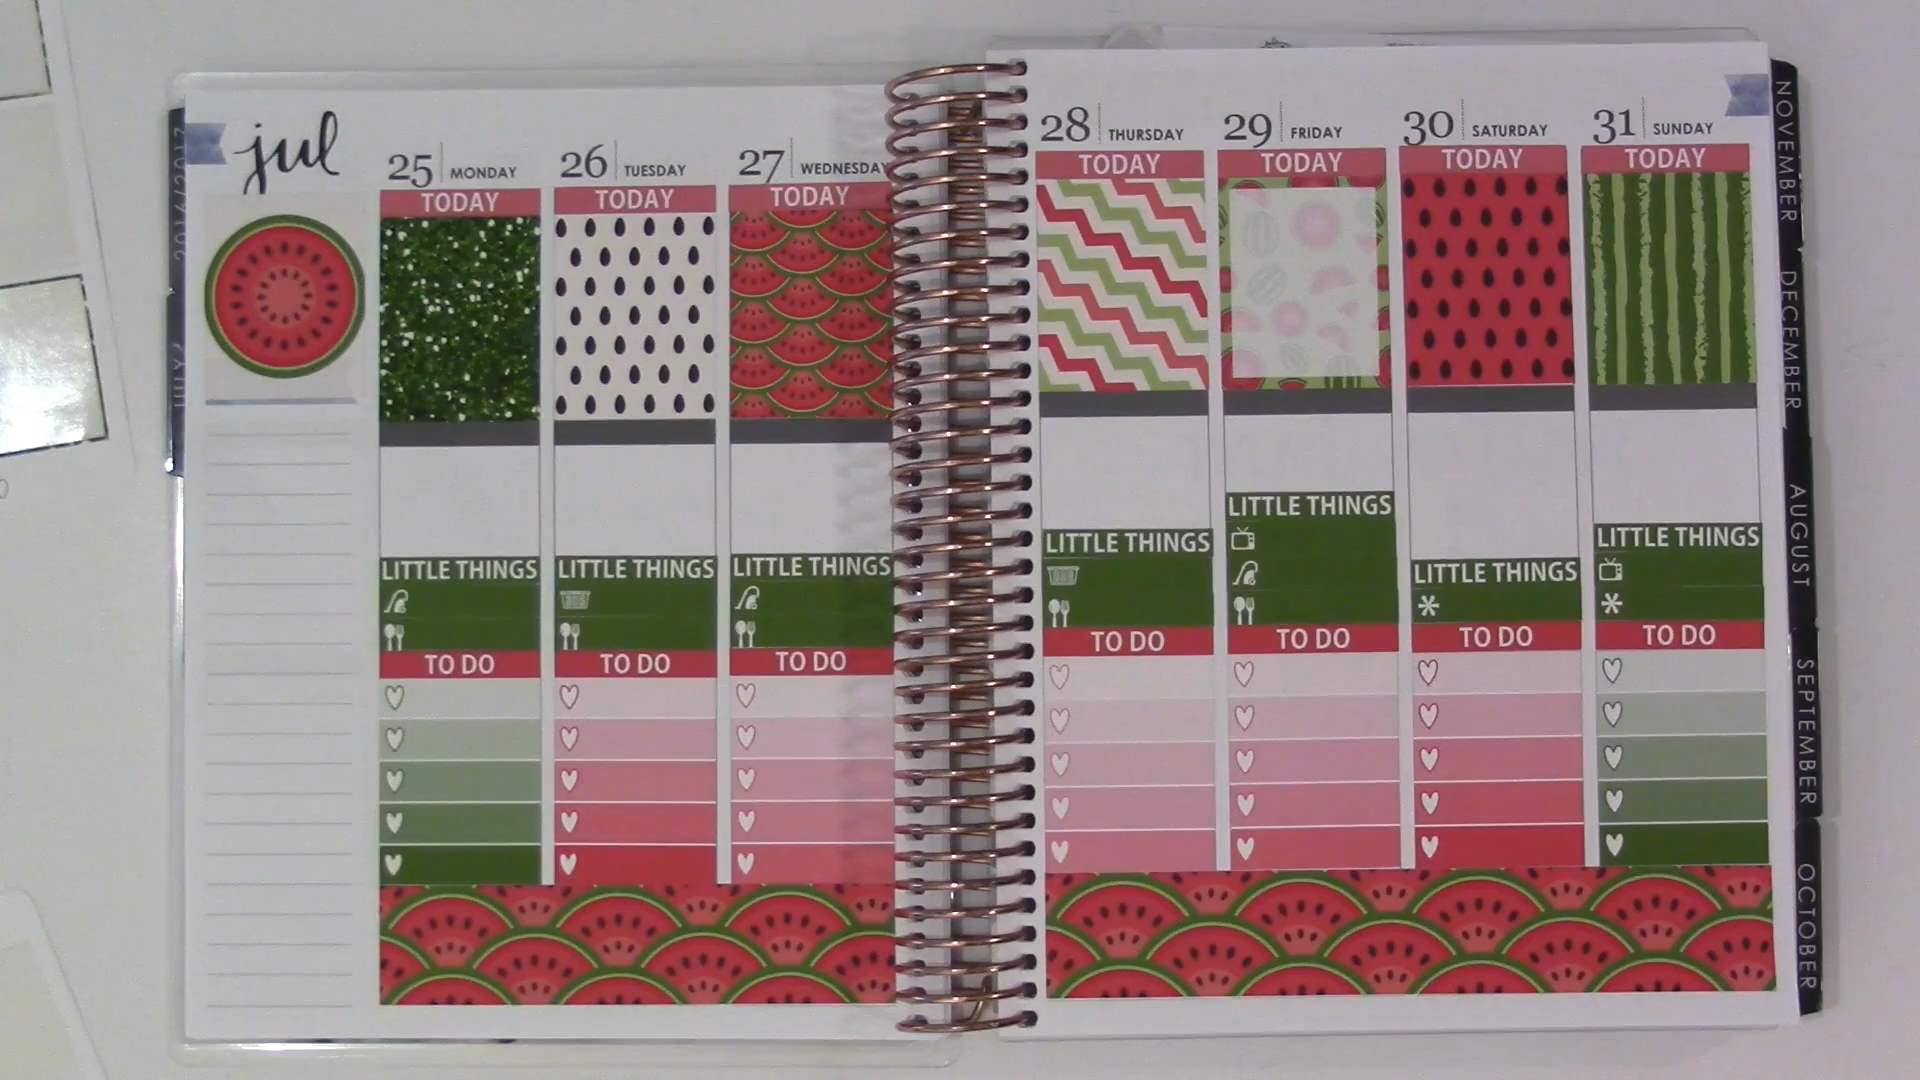 jul
25 MONDAY
26 TUESDAY
27 WEDNESDAY
28 THURSDAY
29 FRIDAY
30 SATURDAY
31 SUNDAY
TODAY
TODAY
TODAY
TODAY
TODAY
TODAY
TODAY
LITTLE THINGS
LITTLE THINGS
LITTLE THINGS
LITTLE THINGS
LITTLE THINGS
LITTLE THINGS
LITTLE THINGS
TO DO
TO DO
TO DO
TO DO
TO DO
TO DO
TO DO
NOVEMBER
DECEMBER
AUGUST
SEPTEMBER
OCTOBER